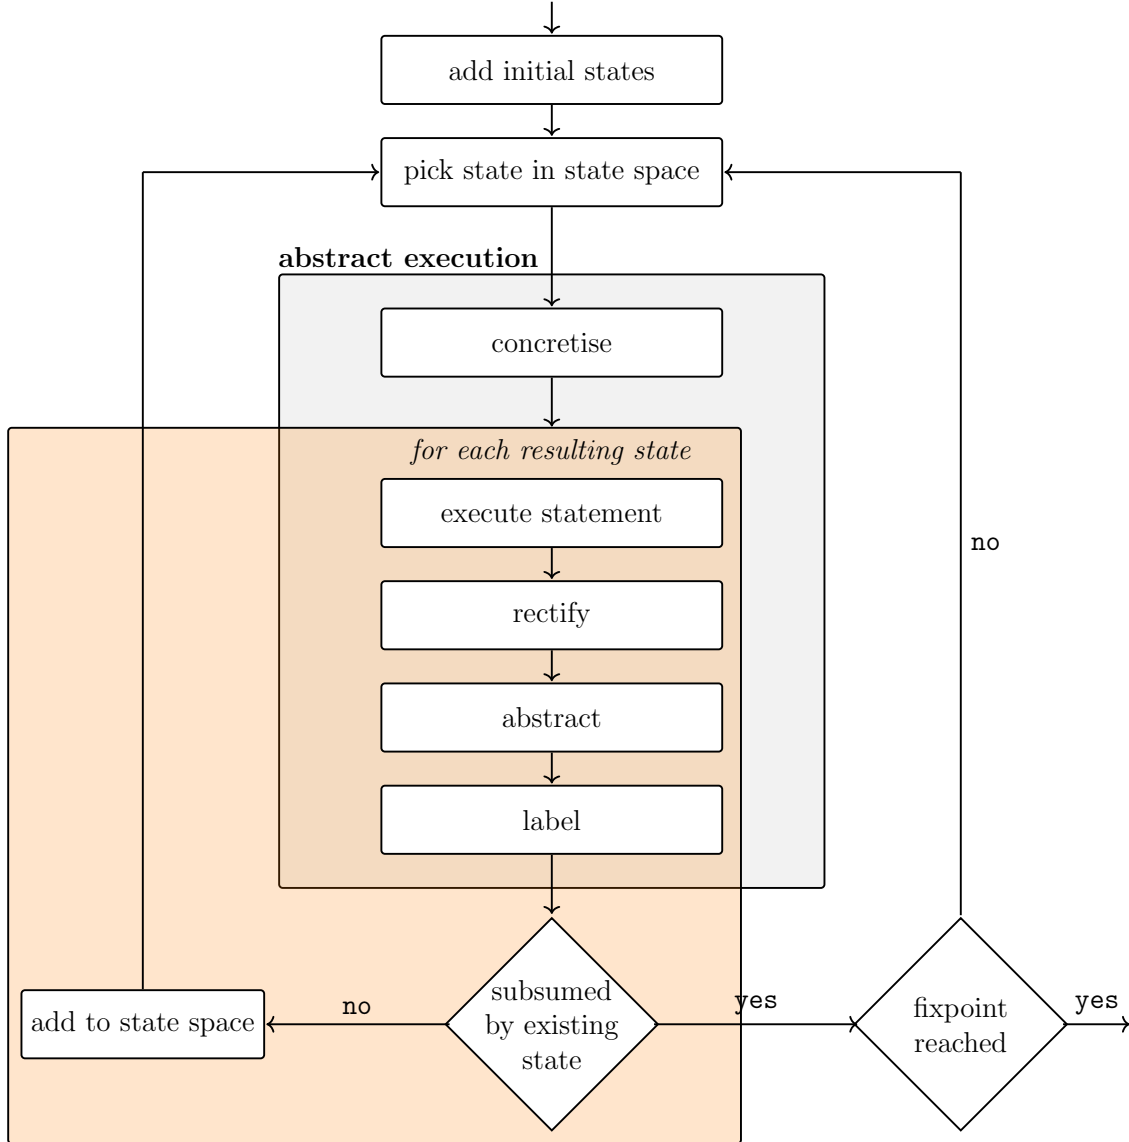 add initial states
pick state in state space
abstract execution
concretise
for each resulting state
execute statement
no
rectify
abstract
label
subsumed
by existing
state
no
add to state space
yes
fixpoint
reached
yes